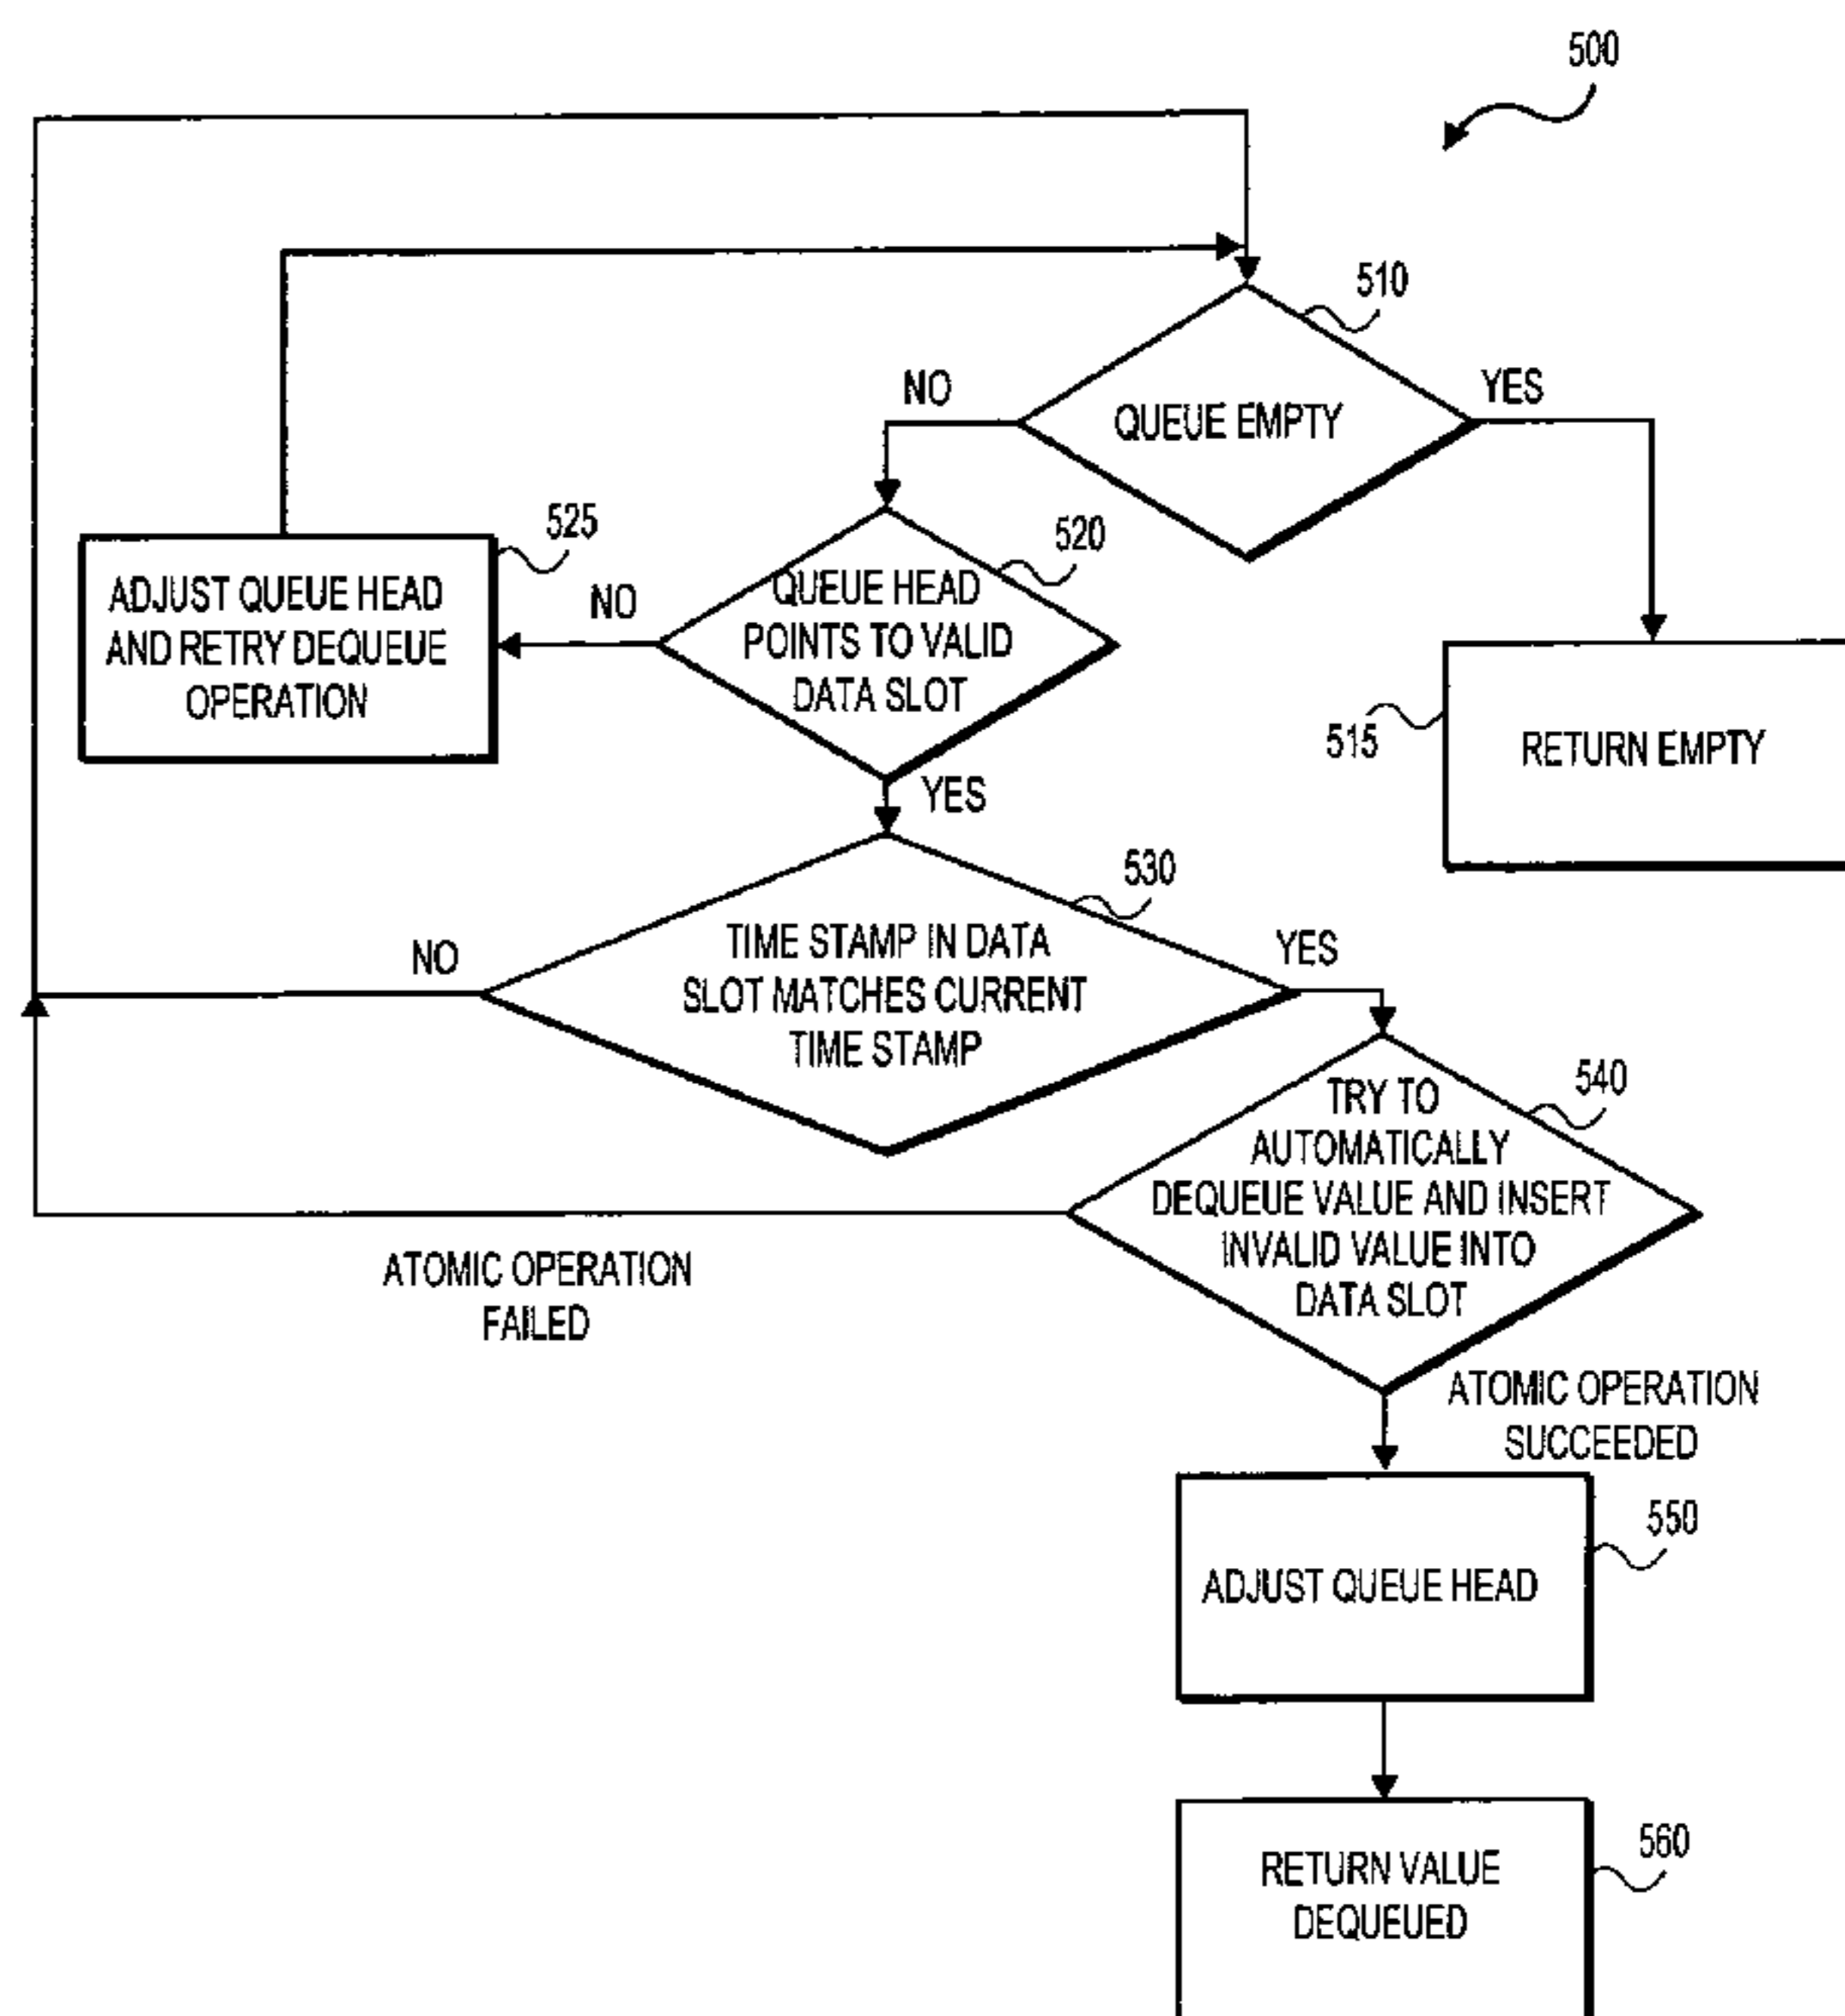 500
510
NO
YES
QUEUE EMPTY
525
520
ADJUST QUEUE HEAD
AND RETRY DEQUEUE
OPERATION
NO
QUEUE HEAD
POINTS TO VALID
DATA SLOT
515
RETURN EMPTY
YES
530
NO
TIME STAMP IN DATA
SLOT MATCHES CURRENT
TIME STAMP
YES
540
TRY TO
AUTOMATICALLY
DEQUEUE VALUE AND INSERT
INVALID VALUE INTO
DATA SLOT
ATOMIC OPERATION
FAILED
ATOMIC OPERATION
SUCCEEDED
550
ADJUST QUEUE HEAD
560
RETURN VALUE
DEQUEUED